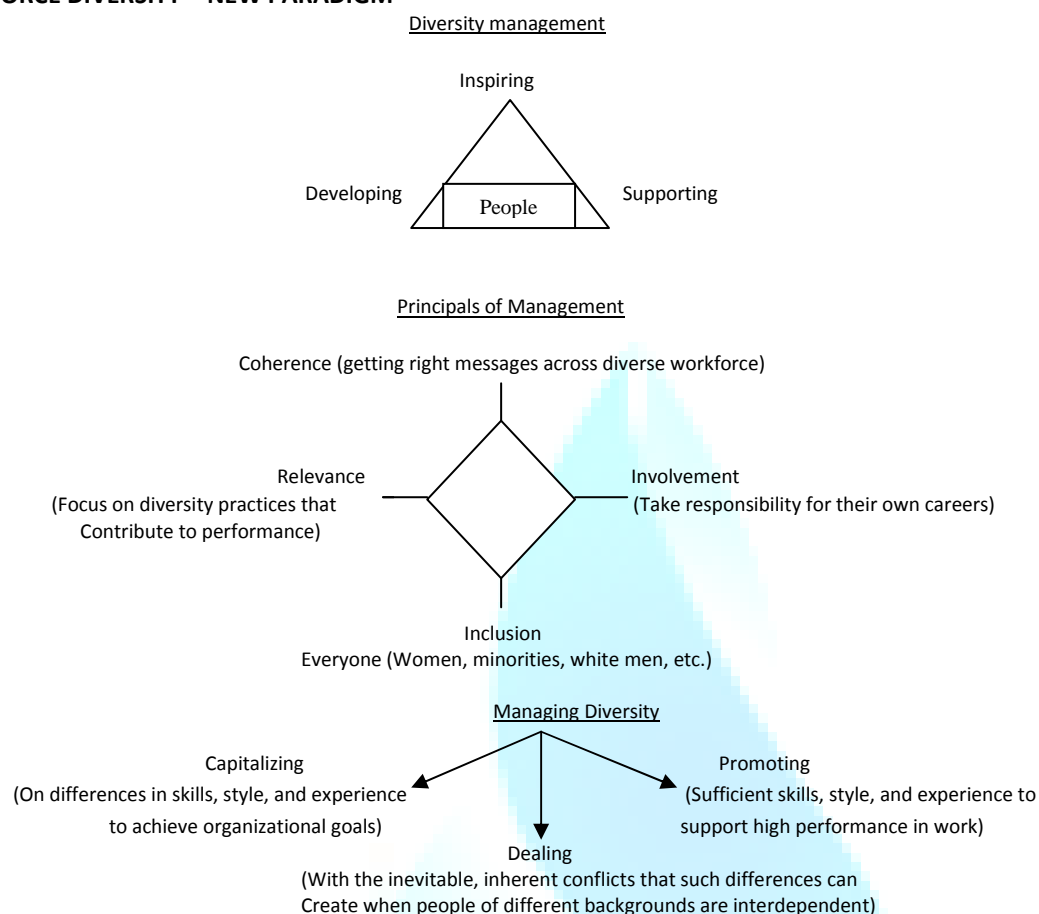 ORCE DIVERSITY – NEW PARADIGM
Diversity management
Inspiring
Developing
People
Supporting
Principals of Management
Coherence (getting right messages across diverse workforce)
Relevance
(Focus on diversity practices that
Contribute to performance)
Involvement
(Take responsibility for their own careers)
Inclusion
Everyone (Women, minorities, white men, etc.)
Managing Diversity
Capitalizing
(On differences in skills, style, and experience
to achieve organizational goals)
Promoting
(Sufficient skills, style, and experience to
support high performance in work)
Dealing
(With the inevitable, inherent conflicts that such differences can
Create when people of different backgrounds are interdependent)